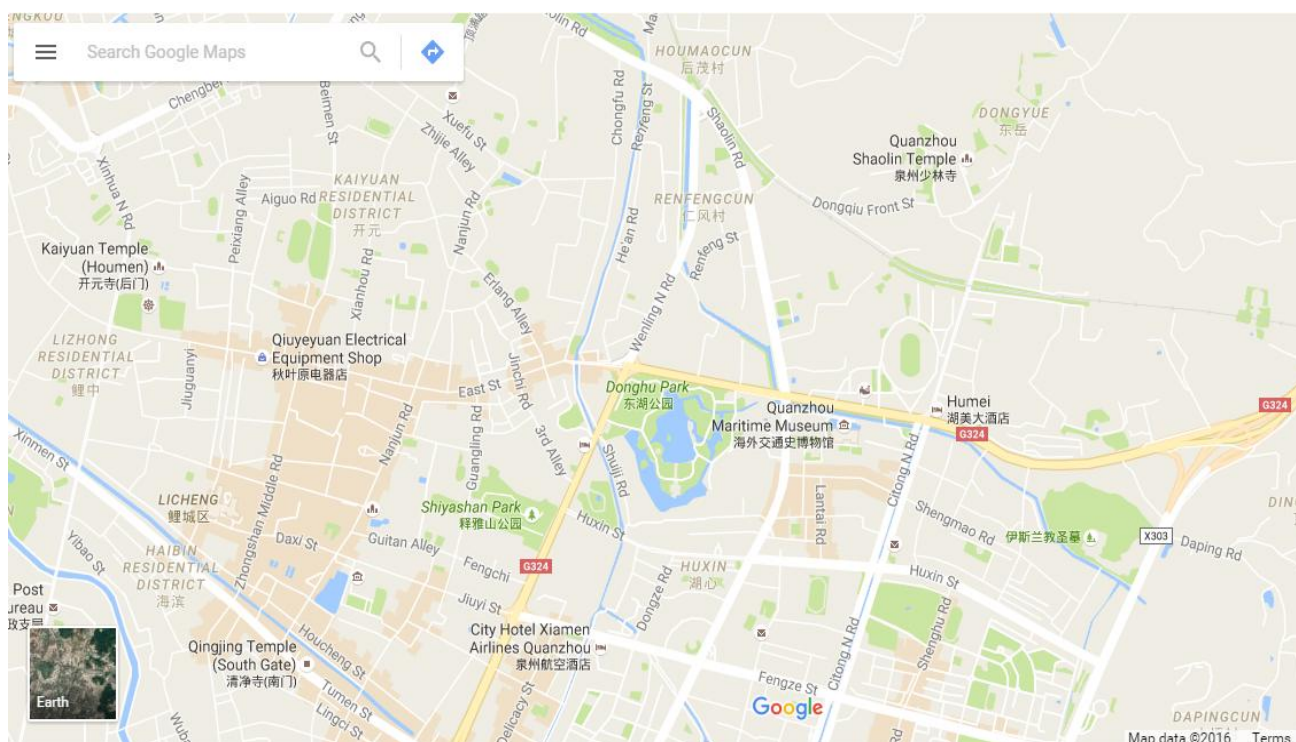 Search Google Maps
Shaolin Rd
HOUMAOCUN
后茂村
Chengbei
Beimen St
Xuefu St
Zhijie Alley
Chongfu Rd
Renfeng St
Shaolin Rd
DONGYUE
东岳
Quanzhou
Shaolin Temple
泉州少林寺
Xinhua N Rd
Peixiang Alley
Aiguo Rd
KAIYUAN
RESIDENTIAL
DISTRICT
开元
Nanjun Rd
RENFENGCUN
仁风村
Dongqiu Front St
Kaiyuan Temple
(Houmen)
开元寺(后门)
Xianhou Rd
He'an Rd
Renfeng St
Erlang Alley
Wenling N Rd
LIZHONG
RESIDENTIAL
DISTRICT
鲤中
Jiuguanyi
Qiuyeyuan Electrical
Equipment Shop
秋叶原电器店
East St
Jinchi Rd
Donghu Park
东湖公园
Quanzhou
Maritime Museum
海外交通史博物馆
Humei
湖美大酒店
G324
G324
Xinmen St
Nanjun Rd
Guangling Rd
3rd Alley
Shuiji Rd
Citong N Rd
LICHENG
鲤城区
Zhongshan Middle Rd
Shiyashan Park
释雅山公园
Huxin St
Lantai Rd
Shengmao Rd
伊斯兰教圣墓
X303
Daping Rd
Yibao St
HAIBIN
RESIDENTIAL
DISTRICT
海滨
Daxi St
Guitan Alley
Fengchi
G324
HUXIN
湖心
Huxin St
Post
Jiuyi St
Dongze Rd
Shenghu Rd
Qingjing Temple
(South Gate)
清净寺(南门)
Houcheng St
City Hotel Xiamen
Airlines Quanzhou
泉州航空酒店
Citong N Rd
Tumen St
Lingci St
Delicacy St
Fengze St
Earth
Google
DAPINGCUN
Map data ©2016 Terms